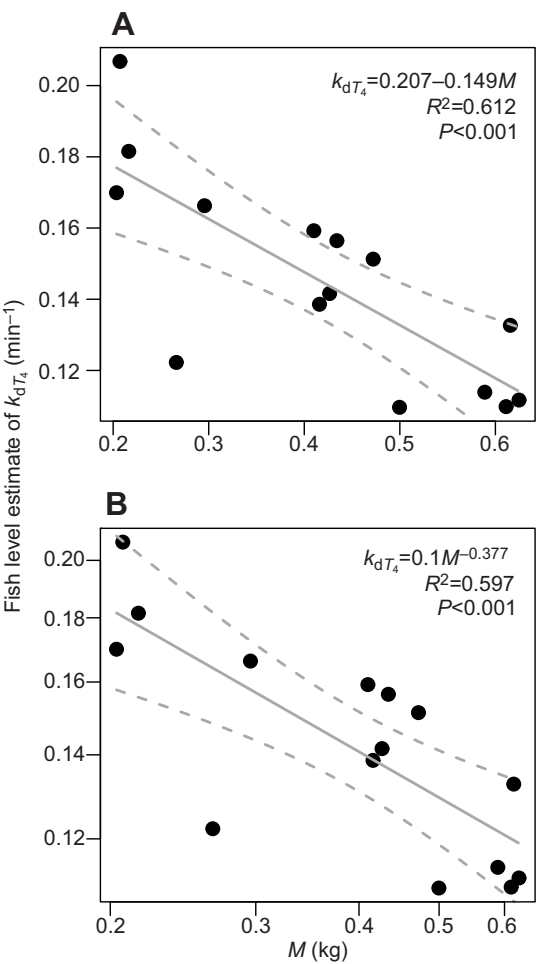 A
k_dT₄=0.207–0.149M
R²=0.612
P<0.001
0.20
0.18
0.16
0.14
0.12
0.2 0.3 0.4 0.5 0.6
Fish level estimate of k_dT₄ (min⁻¹)
B
k_dT₄=0.1M⁻⁰·³⁷⁷
R²=0.597
P<0.001
0.20
0.18
0.16
0.14
0.12
0.2 0.3 0.4 0.5 0.6
M (kg)